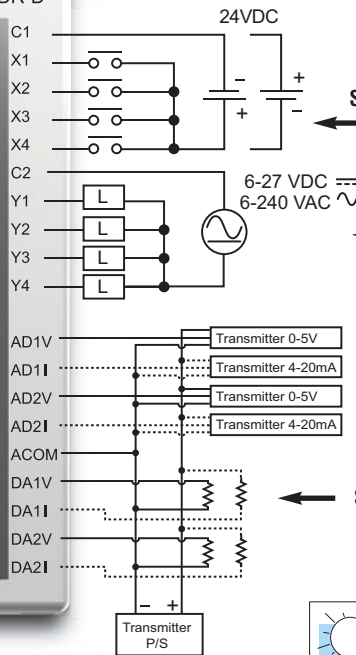 C1
24VDC
X1
X2
X3
X4
C2
Y1 L
Y2 L
Y3 L
Y4 L
− +
+ −
S
6-27 VDC
6-240 VAC
AD1V Transmitter 0-5V
AD1I Transmitter 4-20mA
AD2V Transmitter 0-5V
AD2I Transmitter 4-20mA
ACOM
DA1V
DA1I
DA2V
DA2I
− +
Transmitter
P/S